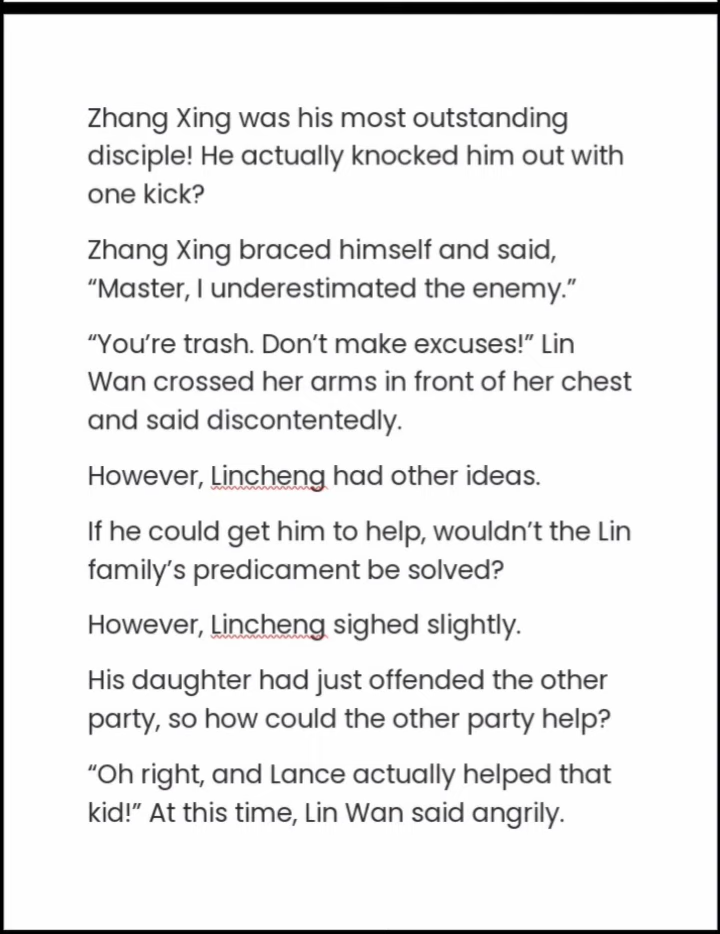 Zhang Xing was his most outstanding
disciple! He actually knocked him out with
one kick?
Zhang Xing braced himself and said,
“Master, I underestimated the enemy.”
“You’re trash. Don’t make excuses!” Lin
Wan crossed her arms in front of her chest
and said discontentedly.
However, Lincheng had other ideas.
If he could get him to help, wouldn’t the Lin
family’s predicament be solved?
However, Lincheng sighed slightly.
His daughter had just offended the other
party, so how could the other party help?
“Oh right, and Lance actually helped that
kid!” At this time, Lin Wan said angrily.